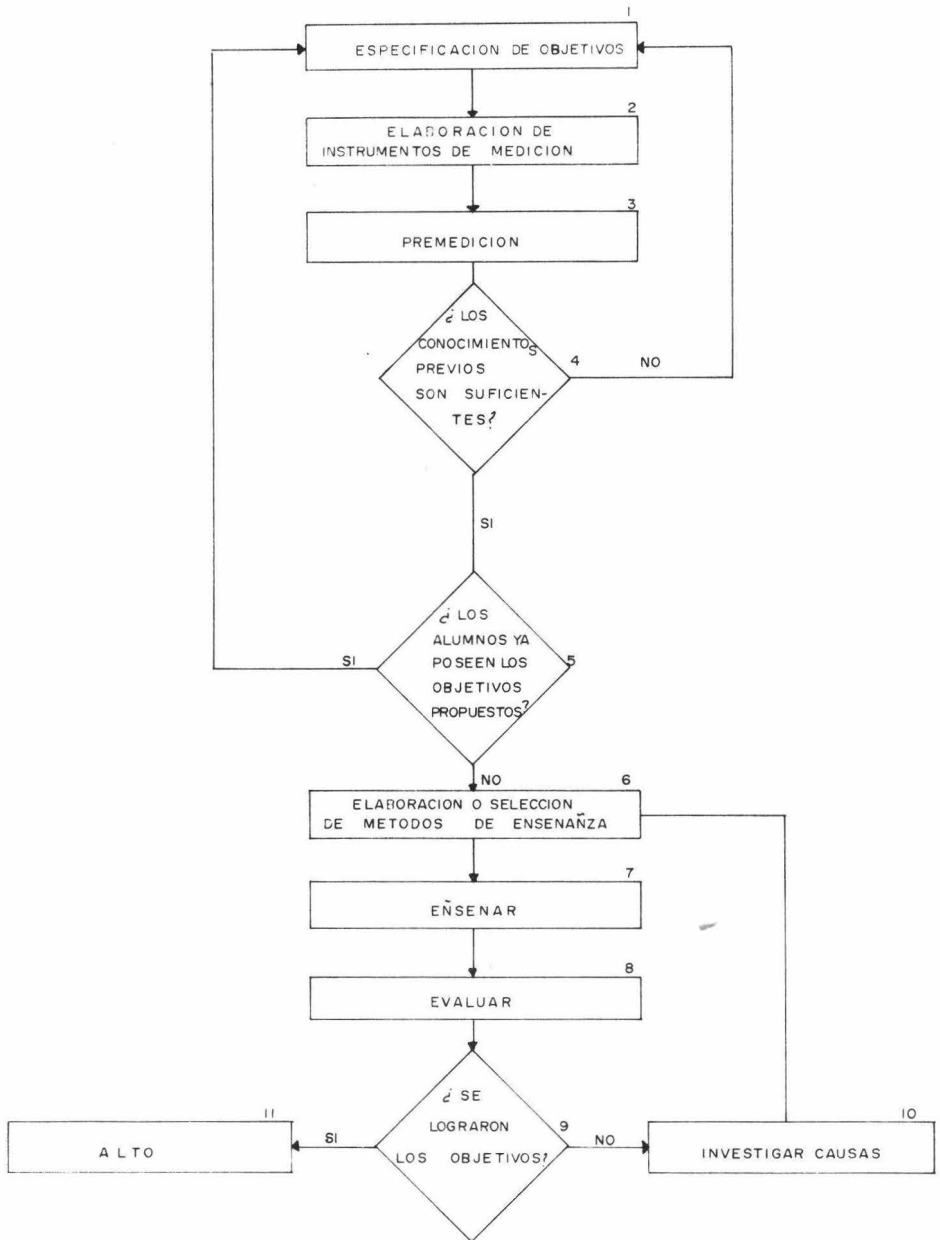 1
ESPECIFICACION DE OBJETIVOS
2
ELABORACION DE
INSTRUMENTOS DE MEDICION
3
PREMEDICION
¿ LOS
CONOCIMIENTOS
PREVIOS
SON SUFICIEN-
TES?
4
NO
SI
¿ LOS
ALUMNOS YA
POSEEN LOS
OBJETIVOS
PROPUESTOS?
5
SI
NO
6
ELABORACION O SELECCION
DE METODOS DE ENSENAÑZA
7
EÑSENAR
8
EVALUAR
¿ SE
LOGRARON
LOS OBJETIVOS?
9
SI
NO
11
ALTO
10
INVESTIGAR CAUSAS